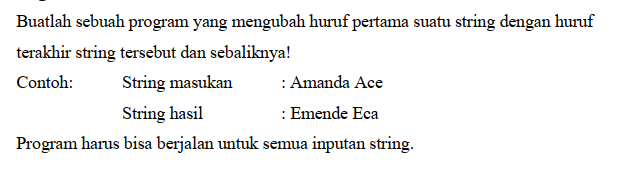 Buatlah sebuah program yang mengubah huruf pertama suatu string dengan huruf
terakhir string tersebut dan sebaliknya!
Contoh: String masukan : Amanda Ace
String hasil : Emende Eca
Program harus bisa berjalan untuk semua inputan string.